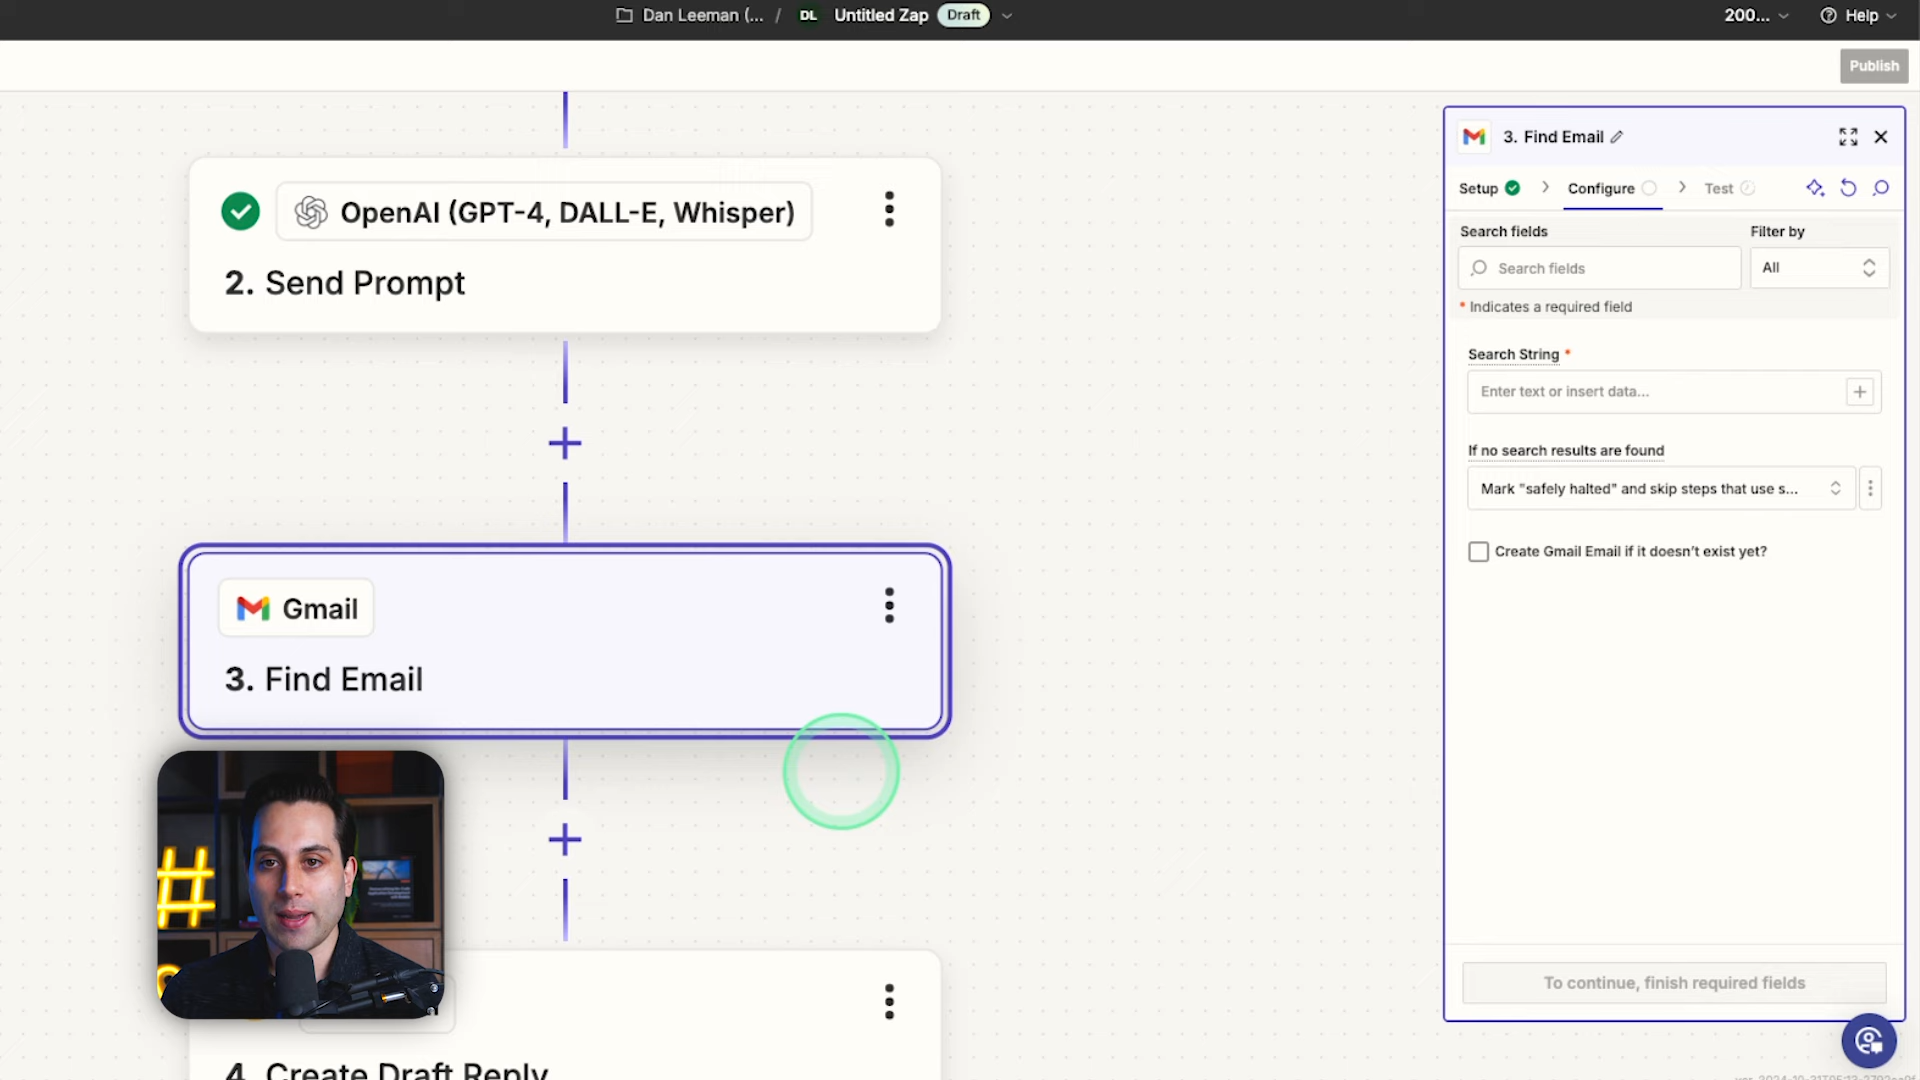 Dan Leeman (... / DL Untitled Zap Draft
200... Help
Publish
OpenAI (GPT-4, DALL-E, Whisper)
2. Send Prompt
Gmail
3. Find Email
4. Create Draft Reply
3. Find Email
Setup Configure Test
Search fields Filter by
Search fields All
* Indicates a required field
Search String *
Enter text or insert data...
If no search results are found
Mark "safely halted" and skip steps that use s...
Create Gmail Email if it doesn't exist yet?
To continue, finish required fields